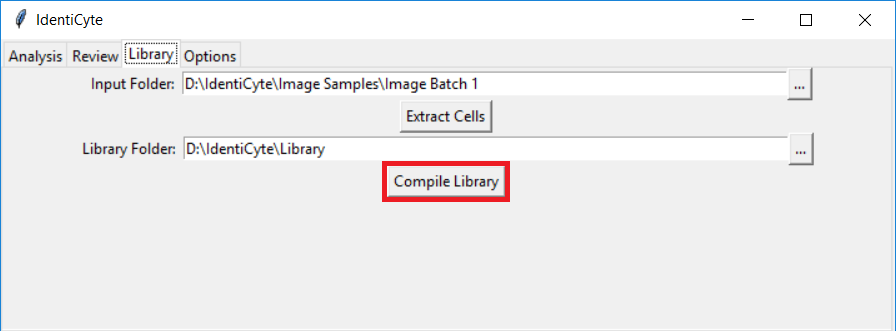 IdentiCyte
Analysis Review Library Options
Input Folder: D:\IdentiCyte\Image Samples\Image Batch 1 ...
Extract Cells
Library Folder: D:\IdentiCyte\Library ...
Compile Library